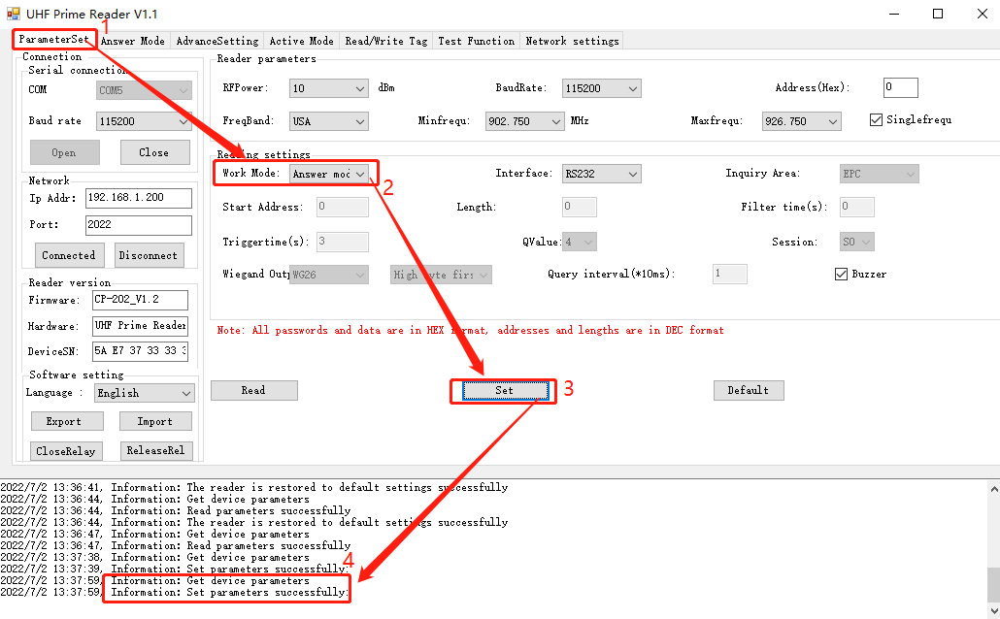 UHF Prime Reader V1.1
1
ParameterSet Answer Mode AdvanceSetting Active Mode Read/Write Tag Test Function Network settings
Connection
Serial connection
COM COM5
Baud rate 115200
Open Close
Network
Ip Addr: 192.168.1.200
Port: 2022
Connected Disconnect
Reader version
Firmware: CP-202_V1.2
Hardware: UHF Prime Reader
DeviceSN: 5A E7 37 33 33
Software setting
Language : English
Export Import
CloseRelay ReleaseRel
Reader parameters
RFPower: 10 dBm BaudRate: 115200 Address(Hex): 0
FreqBand: USA Minfrequ: 902.750 MHz Maxfrequ: 926.750 Singlefrequ
Reading settings
Work Mode: Answer mod 2 Interface: RS232 Inquiry Area: EPC
Start Address: 0 Length: 0 Filter time(s): 0
Triggertime(s): 3 QValue: 4 Session: S0
Wiegand Outp WG26 High byte firs Query interval(*10ms): 1 Buzzer
Note: All passwords and data are in HEX format, addresses and lengths are in DEC format
Read Set 3 Default
2022/7/2 13:36:41, Information: The reader is restored to default settings successfully
2022/7/2 13:36:44, Information: Get device parameters
2022/7/2 13:36:44, Information: Read parameters successfully
2022/7/2 13:36:44, Information: The reader is restored to default settings successfully
2022/7/2 13:36:47, Information: Get device parameters
2022/7/2 13:36:47, Information: Read parameters successfully
2022/7/2 13:37:38, Information: Get device parameters
2022/7/2 13:37:39, Information: Set parameters successfully: 4
2022/7/2 13:37:59, Information: Get device parameters
2022/7/2 13:37:59, Information: Set parameters successfully: